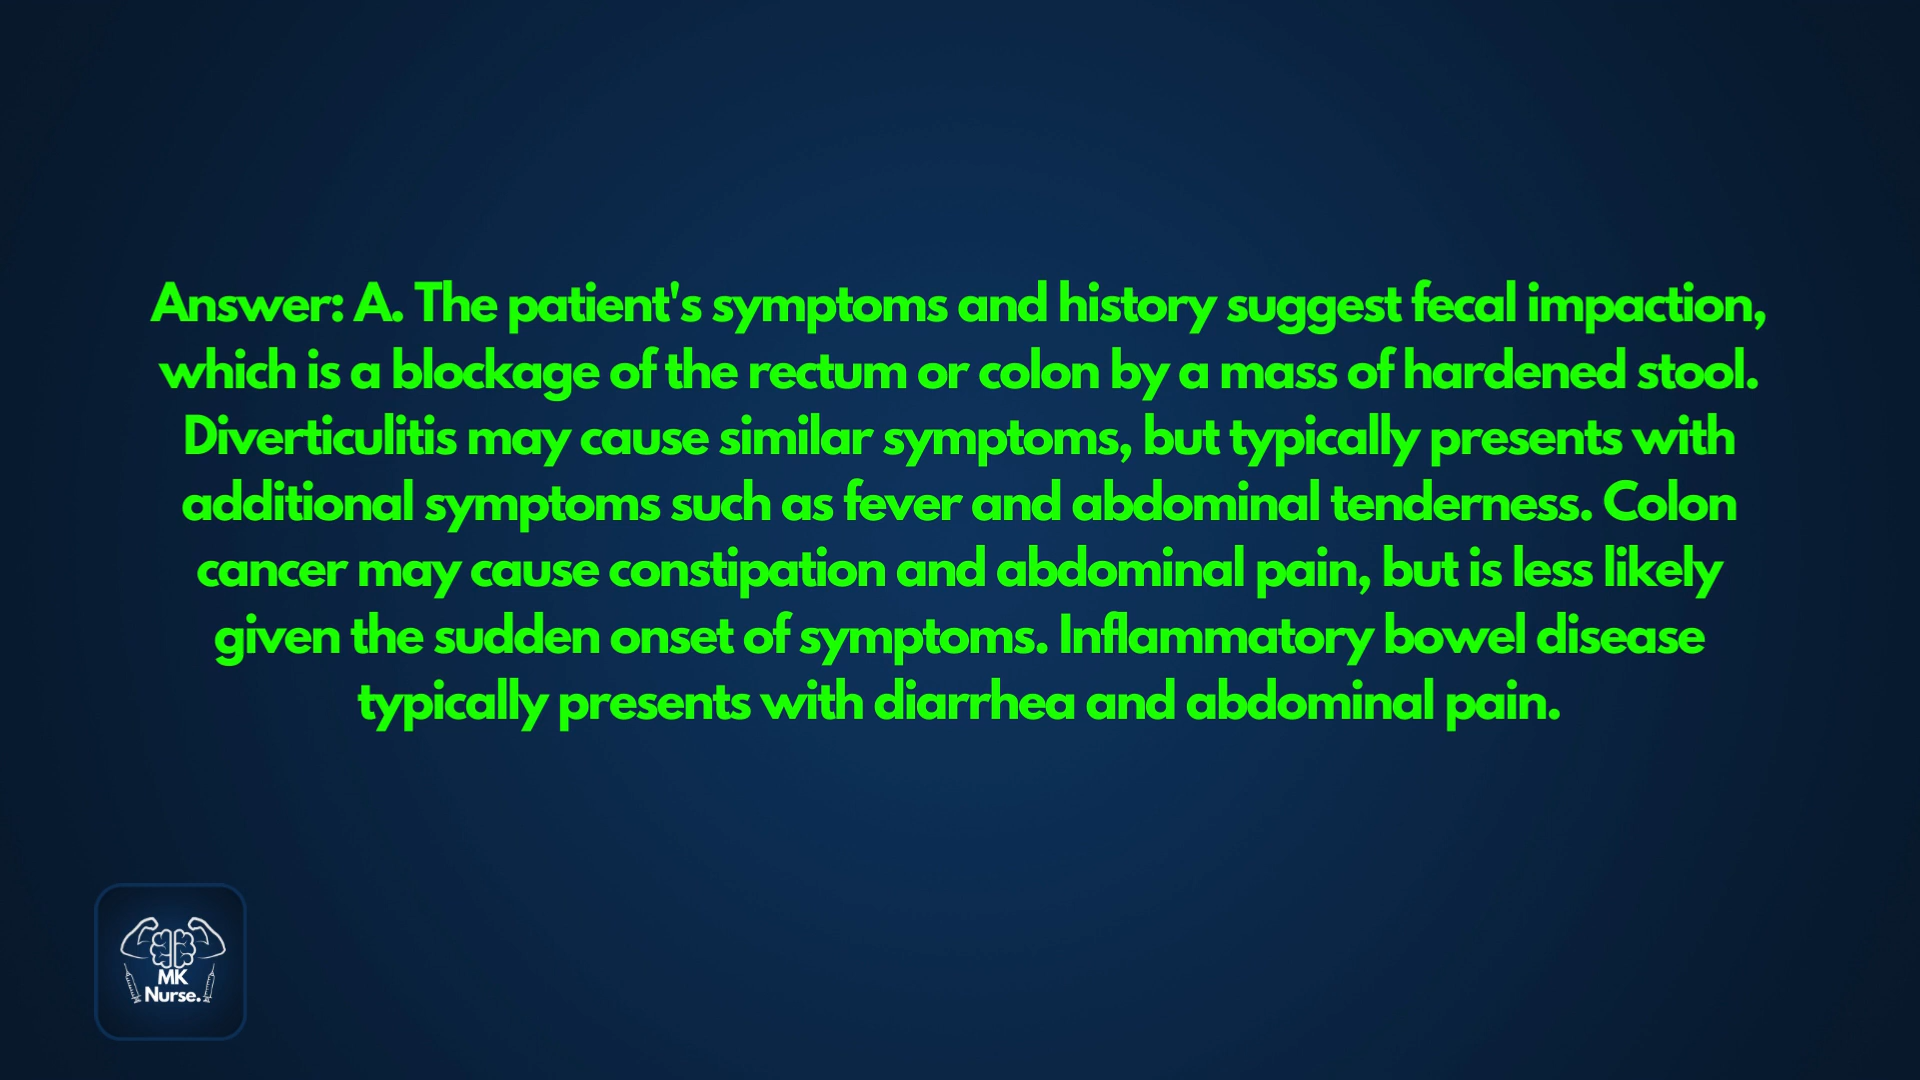 Answer: A. The patient's symptoms and history suggest fecal impaction,
which is a blockage of the rectum or colon by a mass of hardened stool.
Diverticulitis may cause similar symptoms, but typically presents with
additional symptoms such as fever and abdominal tenderness. Colon
cancer may cause constipation and abdominal pain, but is less likely
given the sudden onset of symptoms. Inflammatory bowel disease
typically presents with diarrhea and abdominal pain.
MK
Nurse.